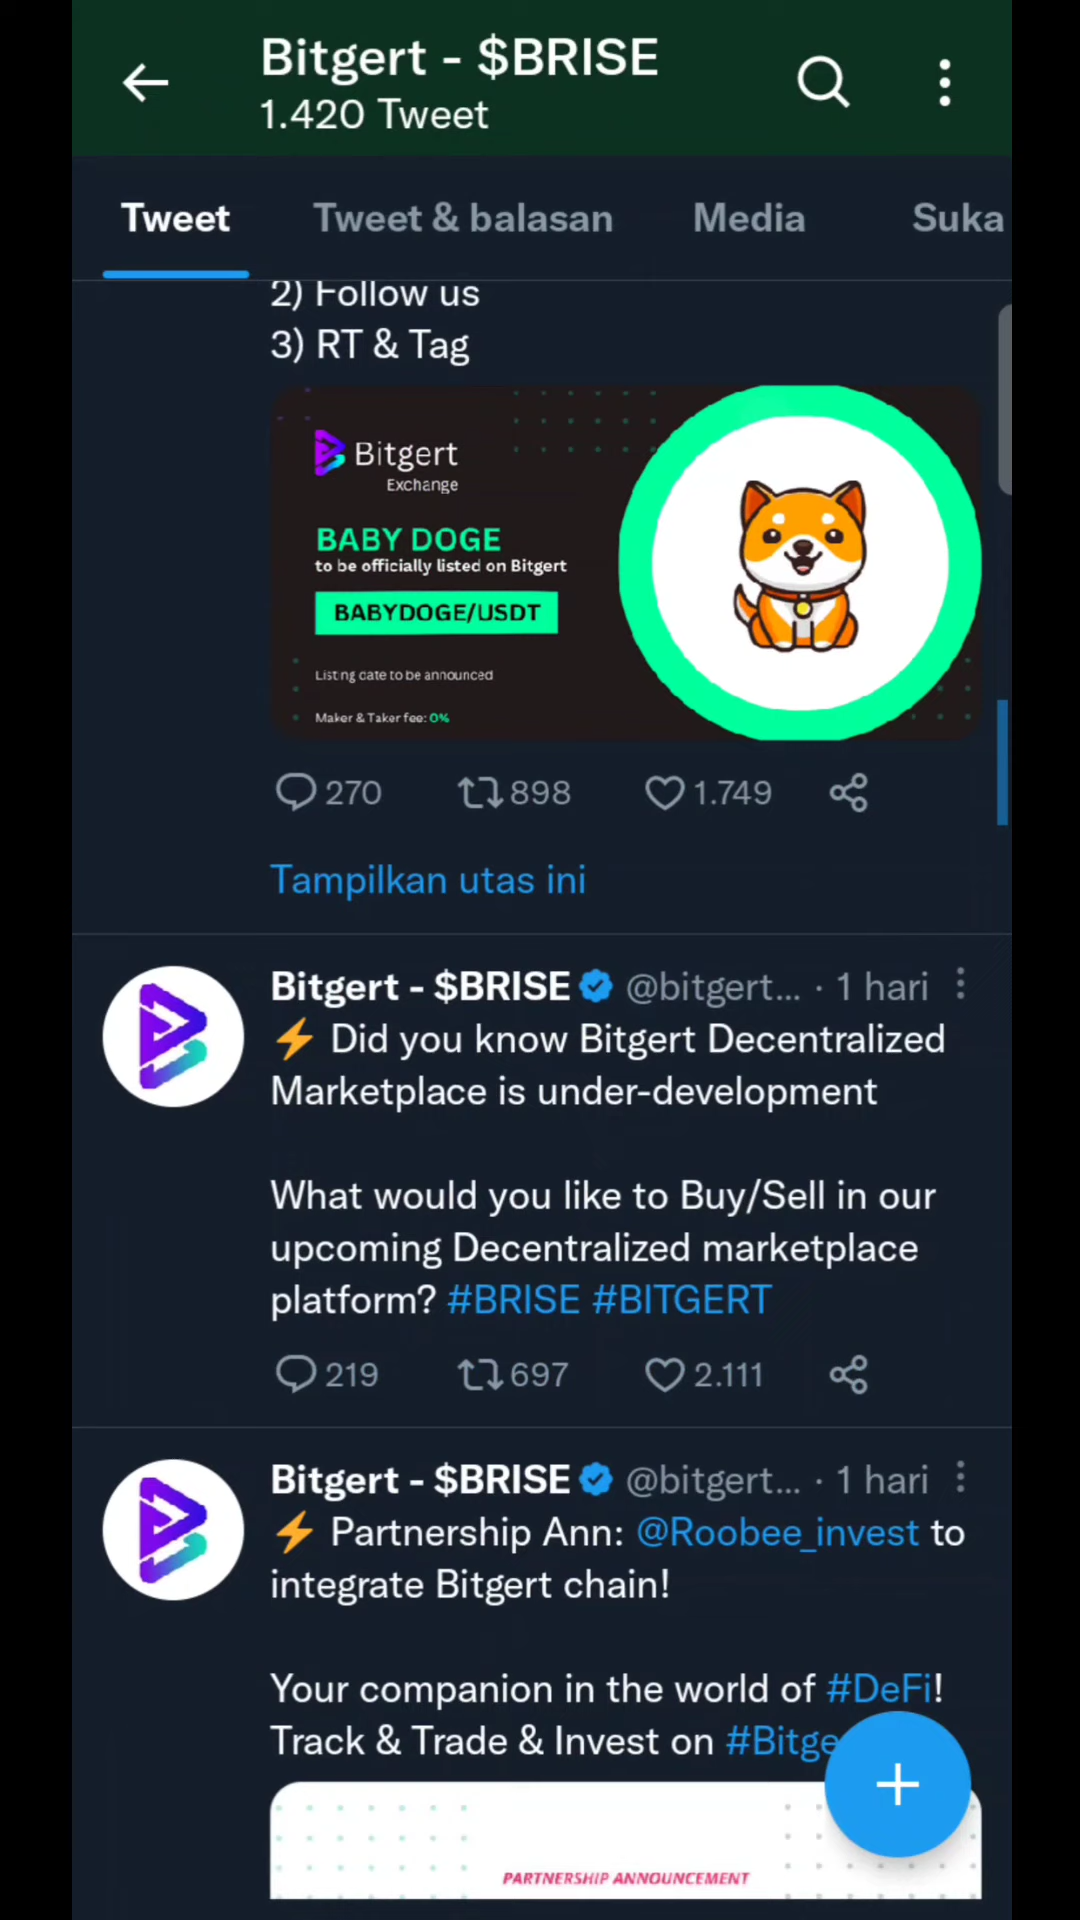 Bitgert - $BRISE
1.420 Tweet
Tweet Tweet & balasan Media Suka
2) Follow us
3) RT & Tag
Bitgert
Exchange
BABY DOGE
to be officially listed on Bitgert
BABYDOGE/USDT
Listing date to be announced
Maker & Taker fee: 0%
270 898 1.749
Tampilkan utas ini
Bitgert - $BRISE @bitgert... · 1 hari
⚡ Did you know Bitgert Decentralized
Marketplace is under-development
What would you like to Buy/Sell in our
upcoming Decentralized marketplace
platform? #BRISE #BITGERT
219 697 2.111
Bitgert - $BRISE @bitgert... · 1 hari
⚡ Partnership Ann: @Roobee_invest to
integrate Bitgert chain!
Your companion in the world of #DeFi!
Track & Trade & Invest on #Bitge
PARTNERSHIP ANNOUNCEMENT